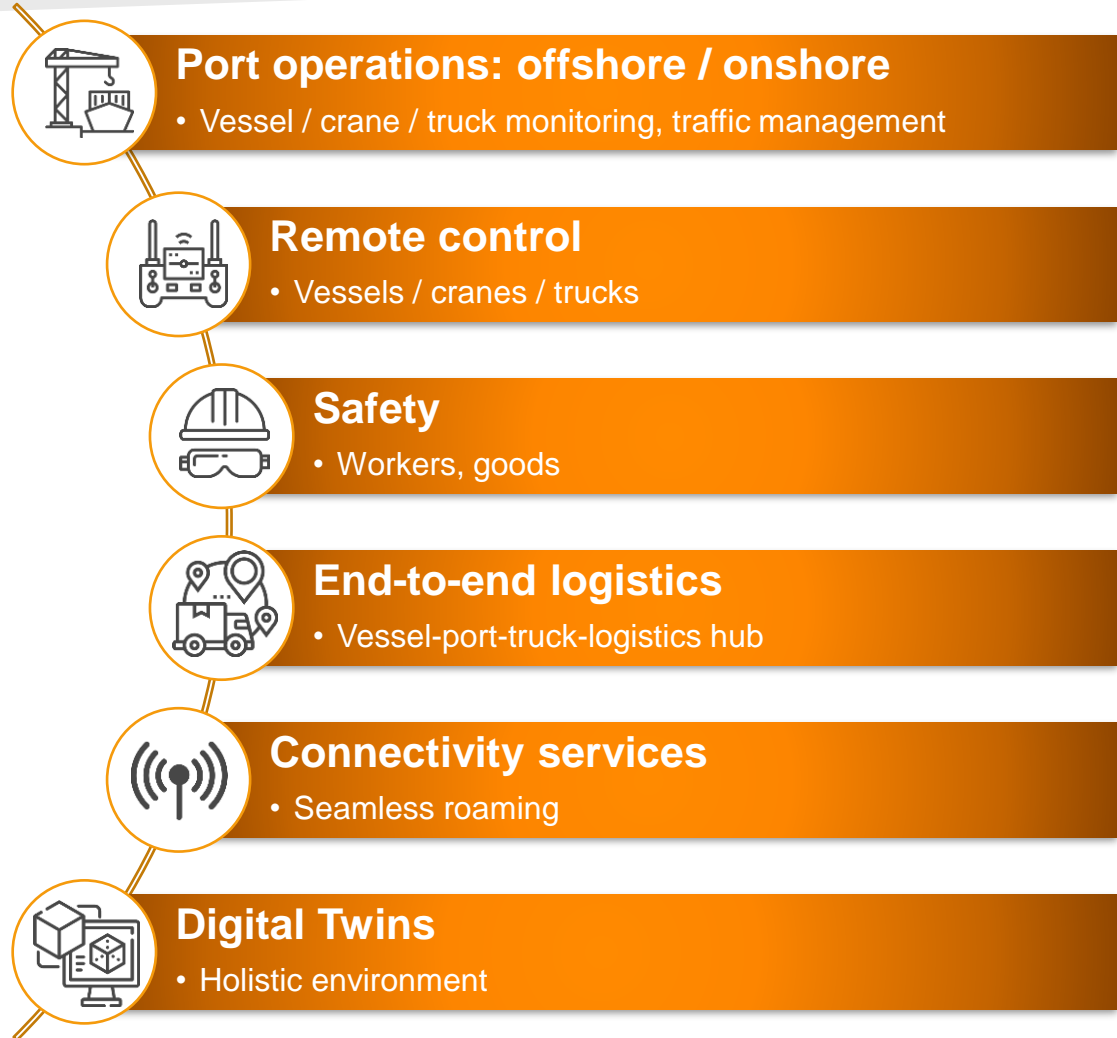 Port operations: offshore / onshore
• Vessel / crane / truck monitoring, traffic management
Remote control
• Vessels / cranes / trucks
Safety
• Workers, goods
End-to-end logistics
• Vessel-port-truck-logistics hub
Connectivity services
• Seamless roaming
Digital Twins
• Holistic environment